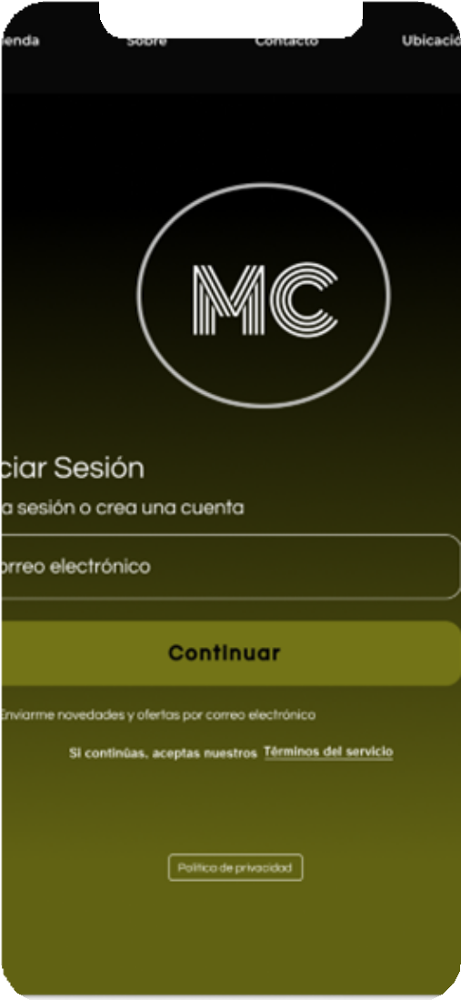 ienda Sobre Contacto Ubicació
MC
ciar Sesión
a sesión o crea una cuenta
orreo electrónico
Continuar
Enviarme novedades y ofertas por correo electrónico
Si continúas, aceptas nuestros Términos del servicio
Política de privacidad